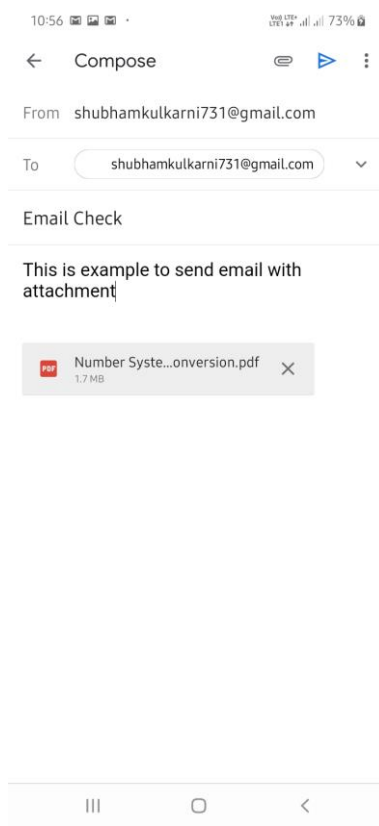 10:56 73%
Compose
From shubhamkulkarni731@gmail.com
To shubhamkulkarni731@gmail.com
Email Check
This is example to send email with
attachment
PDF Number Syste...onversion.pdf
1.7 MB